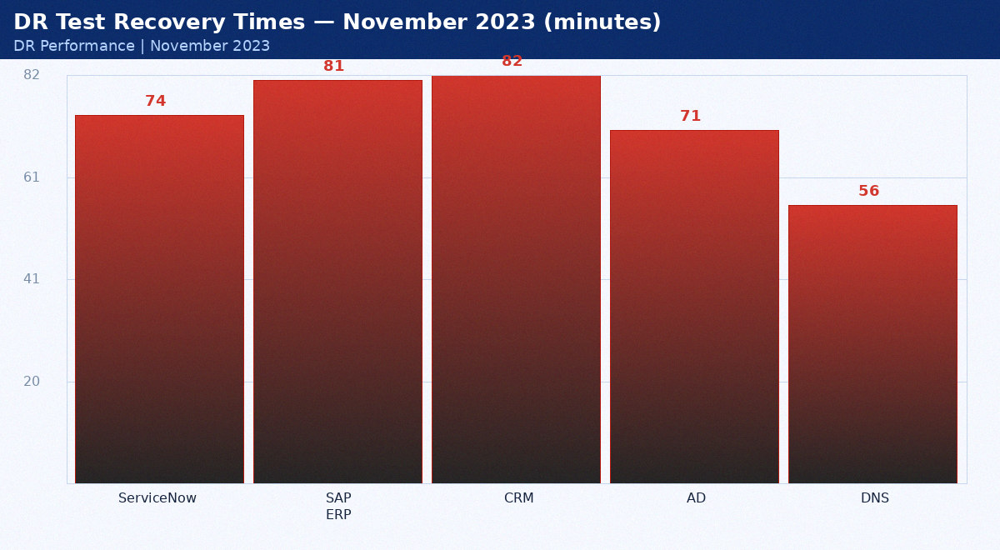 DR Test Recovery Times — November 2023 (minutes)
DR Performance | November 2023
82
61
41
20
74
81
82
71
56
ServiceNow
SAP
ERP
CRM
AD
DNS